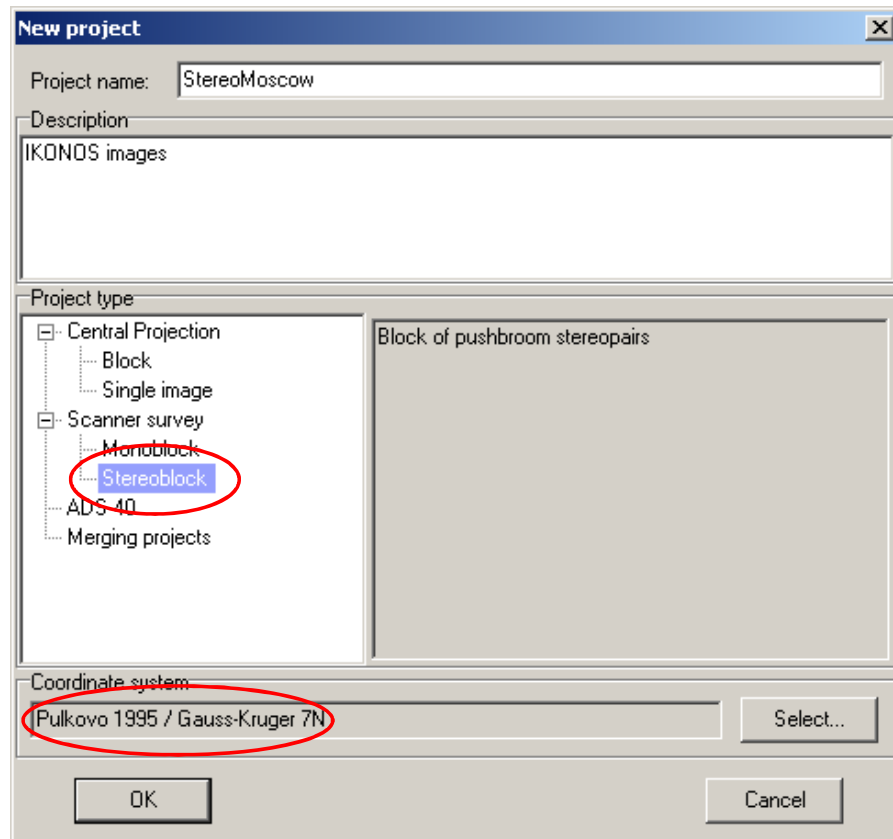 New project
Project name: StereoMoscow
Description
IKONOS images
Project type
Central Projection
Block
Single image
Scanner survey
Monoblock
Stereoblock
ADS-40
Merging projects
Block of pushbroom stereopairs
Coordinate system
Pulkovo 1995 / Gauss-Kruger 7N
Select...
OK
Cancel